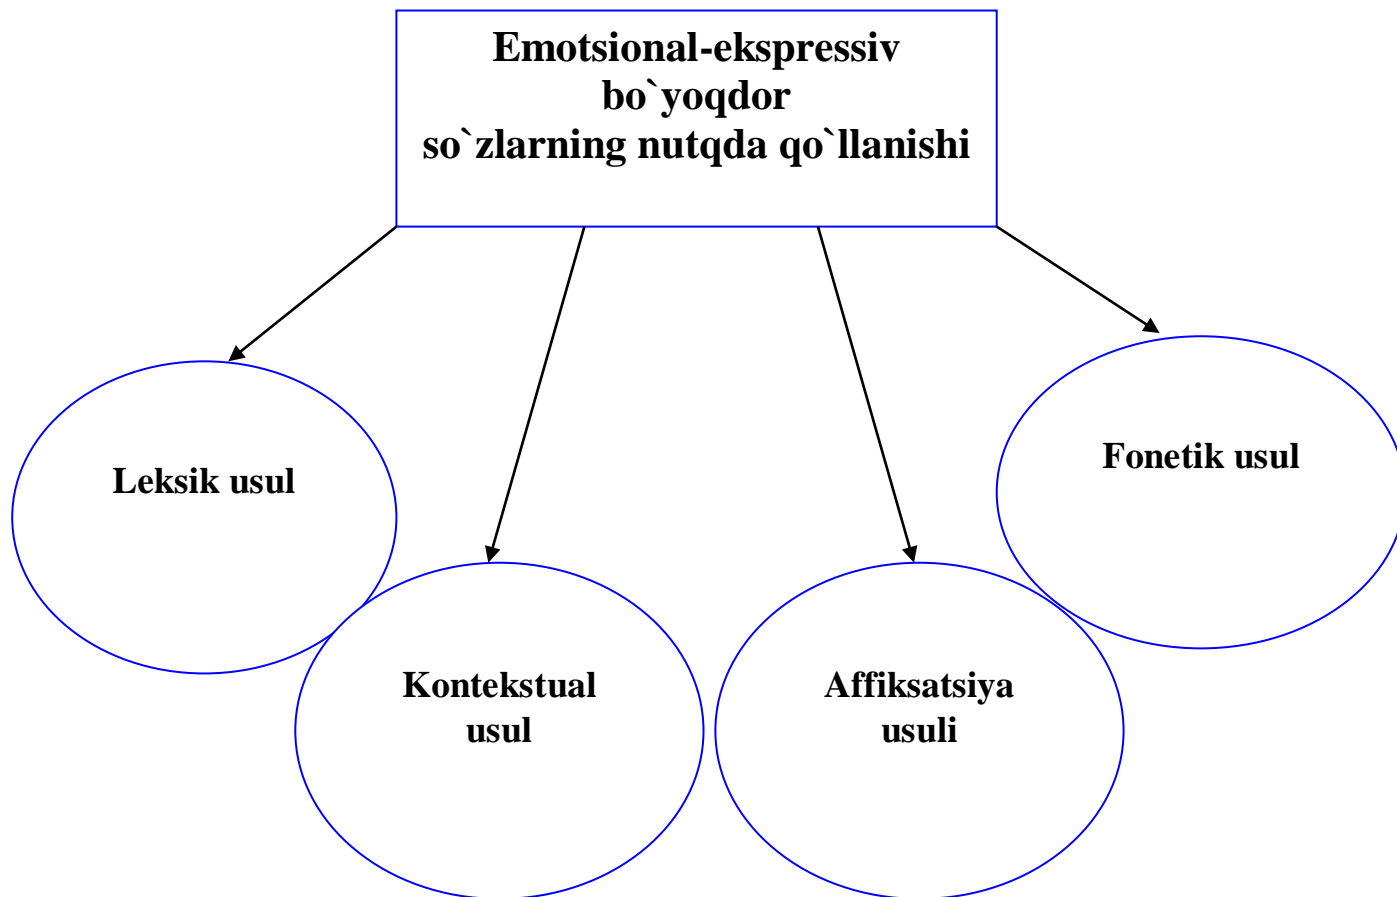 Emotsional-ekspressiv
bo`yoqdor
so`zlarning nutqda qo`llanishi
Leksik usul
Fonetik usul
Kontekstual
usul
Affiksatsiya
usuli